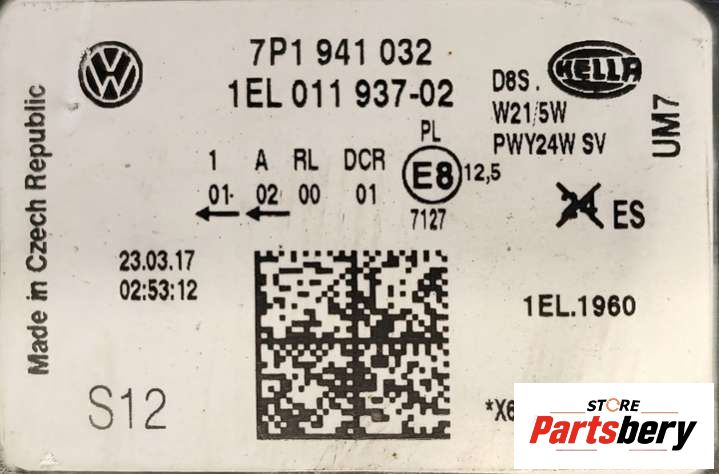 7P1 941 032
1EL 011 937-02
HELLA
D8S.
W21/5W
PWY24W SV
UM7
Made in Czech Republic
PL
1 A RL DCR E8 12,5
01 02 00 01
7127
24 ES
23.03.17
02:53:12
1EL.1960
S12
*X6
STORE
Partsbery